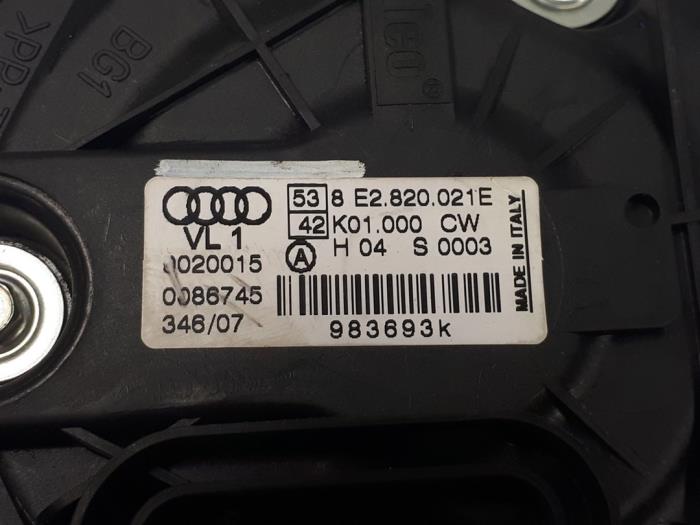 BG1
53 8 E2.820.021E
42 K01.000 CW
VL 1
H 04 S 0003
0020015
A
0086745
346/07
983693k
MADE IN ITALY